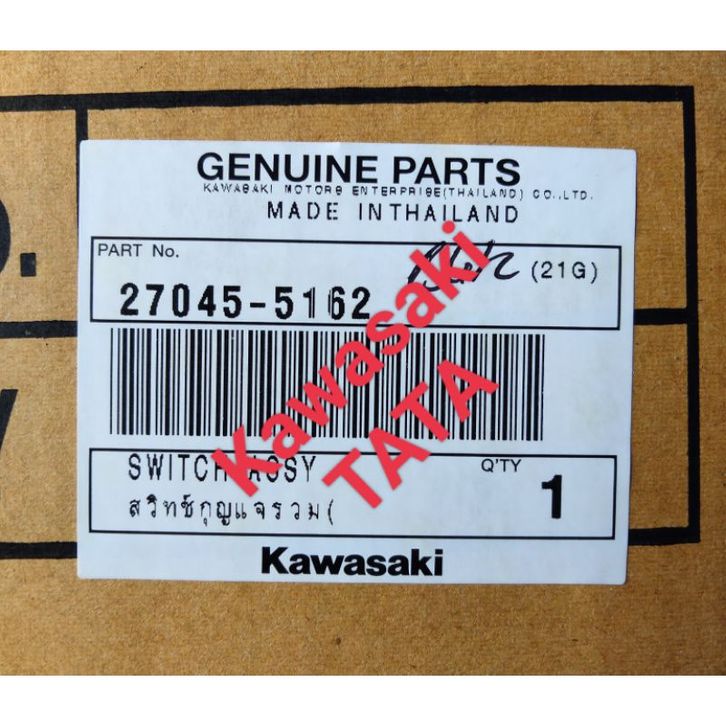 GENUINE PARTS
KAWASAKI MOTORS ENTERPRISE(THAILAND) CO.,LTD.
MADE INTHAILAND
PART No.
27045-5162 (21G)
SWITCH ASSY
Q'TY
1
สวิทช์กุญแจรวม(
Kawasaki
Kawasaki
TATA